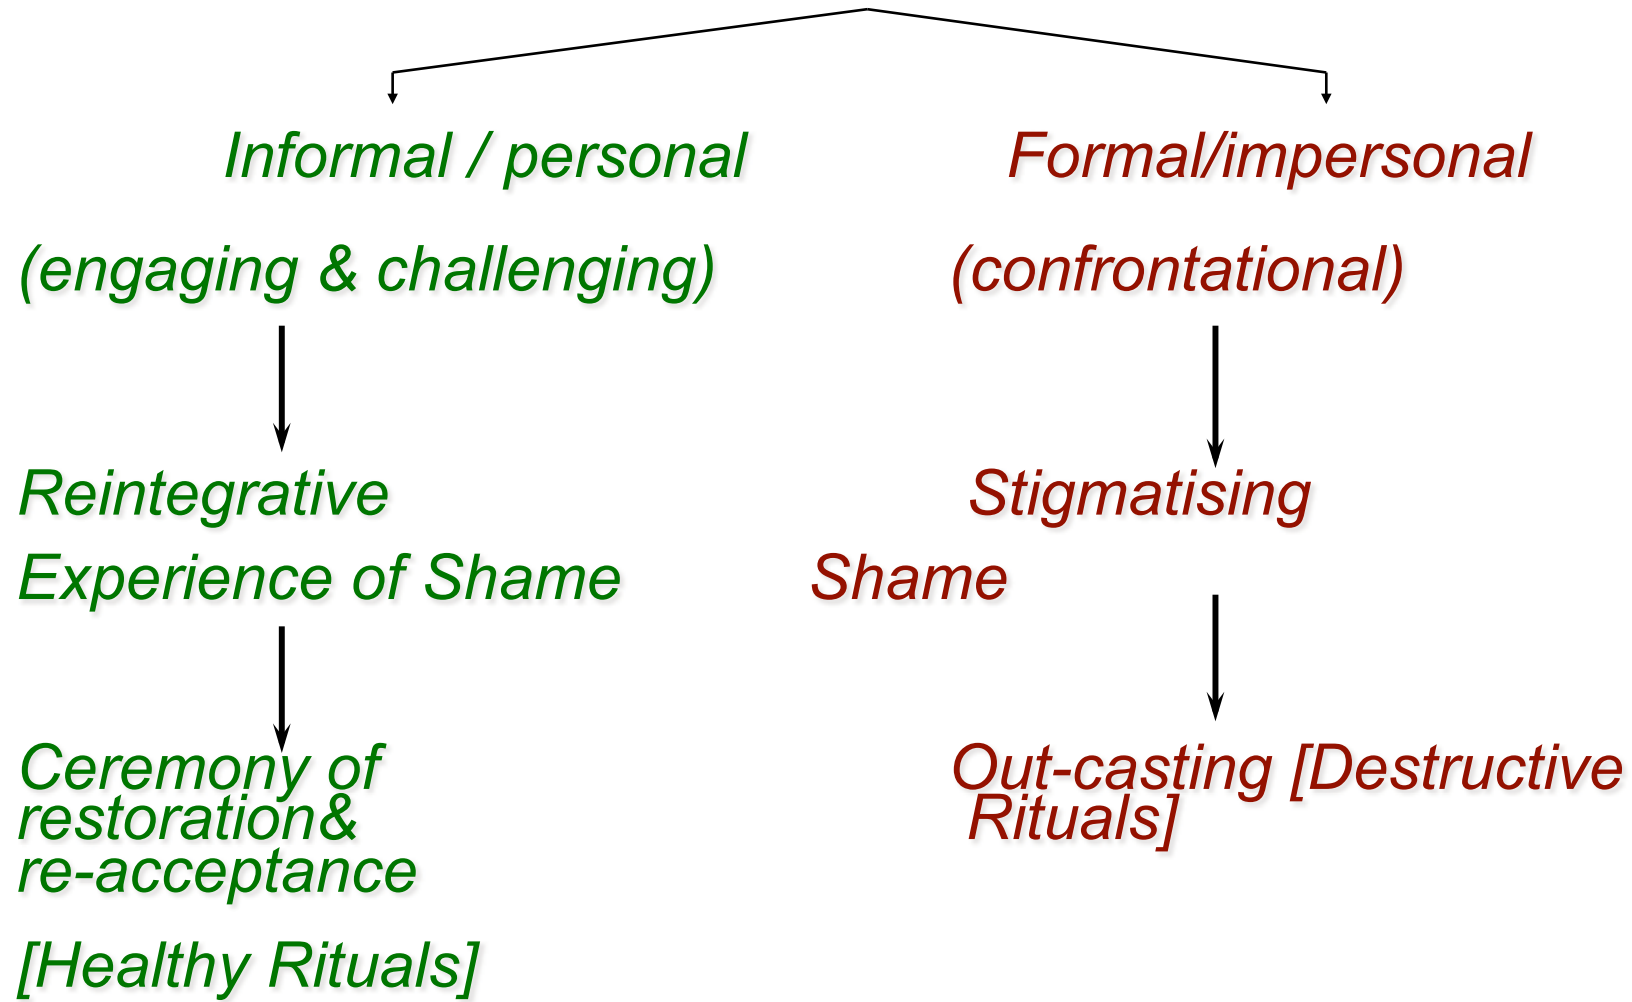 Informal / personal
(engaging & challenging)
Reintegrative
Experience of Shame
Ceremony of
restoration&
re-acceptance
[Healthy Rituals]
Formal/impersonal
(confrontational)
Stigmatising
Shame
Out-casting [Destructive
Rituals]